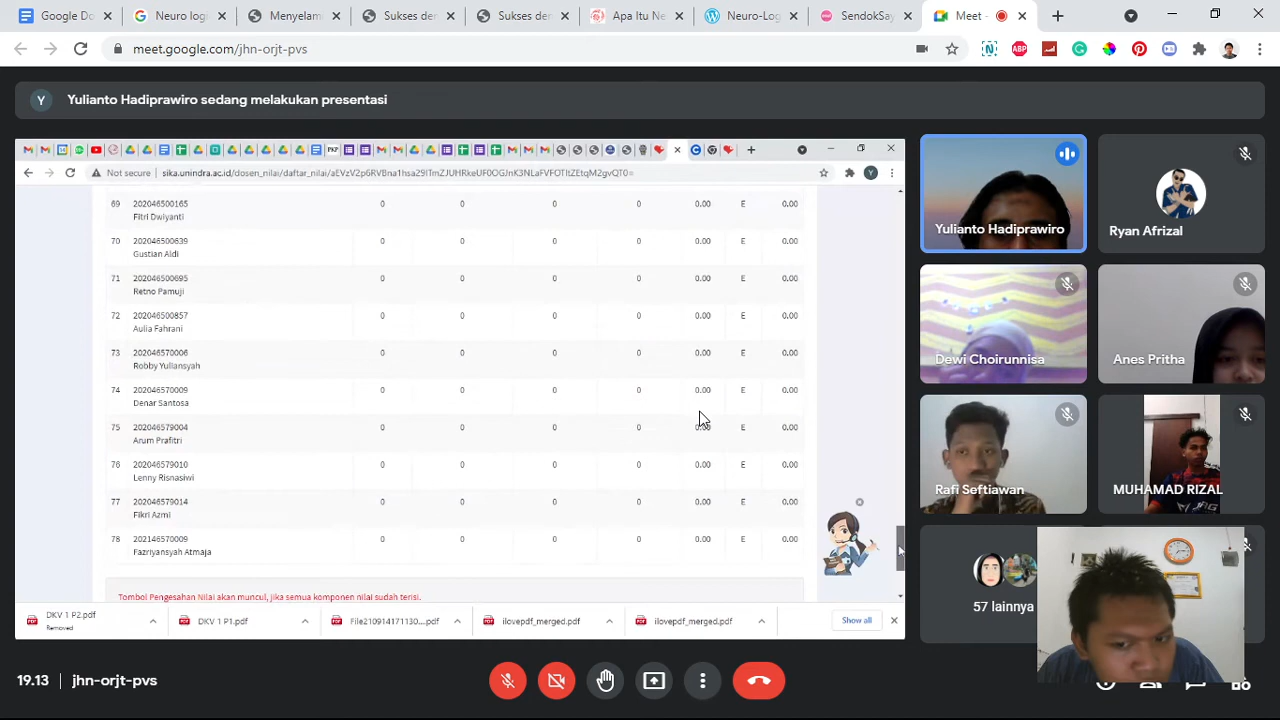 Google Do
Neuro logi
Menyelam
Sukses der
Sukses der
Apa Itu Ne
Neuro-Log
SendokSay
Meet -
meet.google.com/jhn-orjt-pvs
Yulianto Hadiprawiro sedang melakukan presentasi
Not secure
69 202046500165 0 0 0 0 0.00 E 0.00
Fitri Dwiyanti
70 202046500639 0 0 0 0 0.00 E 0.00
Gustian Aldi
71 202046500695 0 0 0 0 0.00 E 0.00
Retno Pamuji
72 202046500857 0 0 0 0 0.00 E 0.00
Aulia Fahrani
73 202046570006 0 0 0 0 0.00 E 0.00
Robby Yuliansyah
74 202046570009 0 0 0 0 0.00 E 0.00
Denar Santosa
75 202046579004 0 0 0 0 0.00 E 0.00
Arum Prafitri
76 202046579010 0 0 0 0 0.00 E 0.00
Lenny Risnasiwi
77 202046579014 0 0 0 0 0.00 E 0.00
Fikri Azmi
78 202146570009 0 0 0 0 0.00 E 0.00
Fazriyansyah Atmaja
Tombol Pengesahan Nilai akan muncul, jika semua komponen nilai sudah terisi.
DKV 1 P2.pdf
Removed
DKV 1 P1.pdf
File210914171130....pdf
ilovepdf_merged.pdf
ilovepdf_merged.pdf
Show all
Yulianto Hadiprawiro
Ryan Afrizal
Dewi Choirunnisa
Anes Pritha
Rafi Seftiawan
MUHAMAD RIZAL
57 lainnya
19.13 | jhn-orjt-pvs